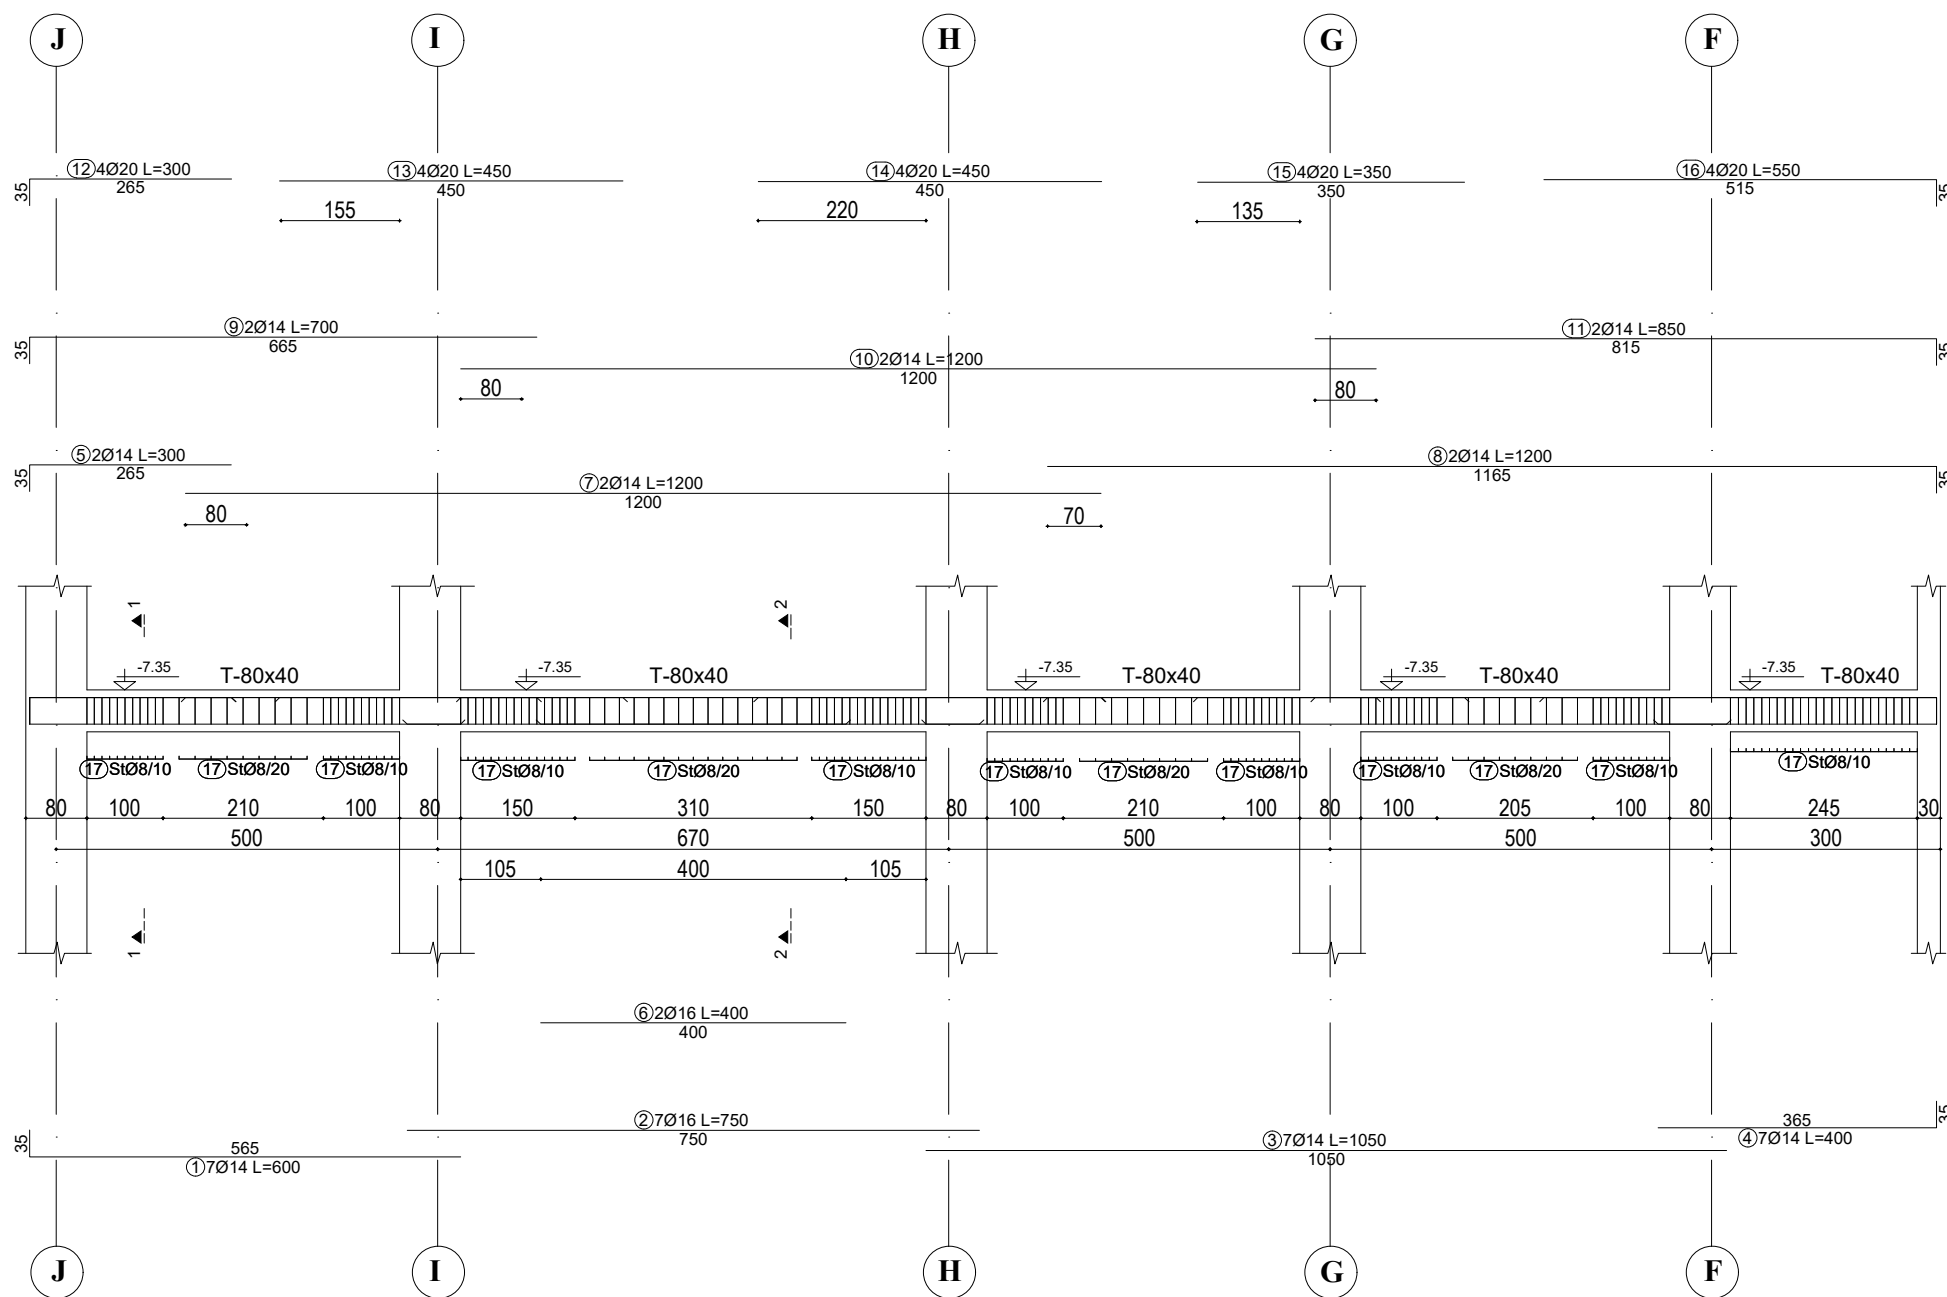 J I H G F
⑫4Ø20 L=300 ⑬4Ø20 L=450 ⑭4Ø20 L=450 ⑮4Ø20 L=350 ⑯4Ø20 L=550
35 265 450 450 350 515 35
155 220 135
⑨2Ø14 L=700 ⑪2Ø14 L=850
35 665 815 35
⑩2Ø14 L=1200
1200
80 80
⑤2Ø14 L=300 ⑧2Ø14 L=1200
35 265 1165 35
⑦2Ø14 L=1200
1200
80 70
1 2
-7.35 T-80x40 -7.35 T-80x40 -7.35 T-80x40 -7.35 T-80x40 -7.35 T-80x40
⑰StØ8/10 ⑰StØ8/20 ⑰StØ8/10 ⑰StØ8/10 ⑰StØ8/20 ⑰StØ8/10 ⑰StØ8/10 ⑰StØ8/20 ⑰StØ8/10 ⑰StØ8/10 ⑰StØ8/20 ⑰StØ8/10 ⑰StØ8/10
80 100 210 100 80 150 310 150 80 100 210 100 80 100 205 100 80 245 30
500 670 500 500 300
105 400 105
1 2
⑥2Ø16 L=400
400
②7Ø16 L=750
750
365 35
④7Ø14 L=400
③7Ø14 L=1050
1050
35 565
①7Ø14 L=600
J I H G F